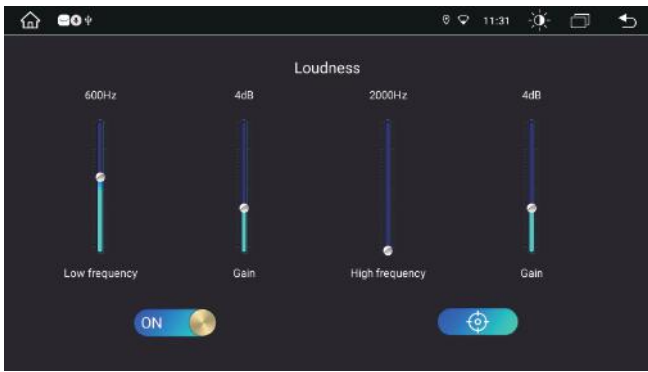 11:31
Loudness
600Hz 4dB 2000Hz 4dB
Low frequency Gain High frequency Gain
ON